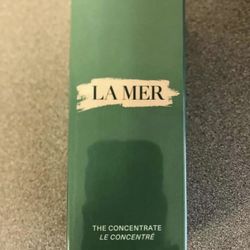 LA MER
THE CONCENTRATE
LE CONCENTRÉ